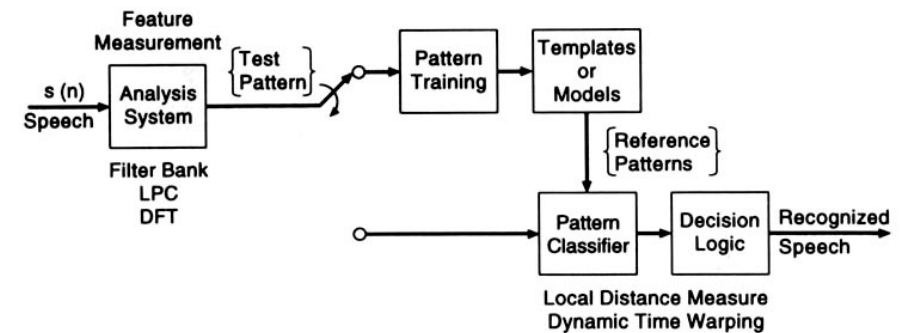 Feature
Measurement
s (n)
Speech
Analysis
System
Filter Bank
LPC
DFT
Test
Pattern
Pattern
Training
Templates
or
Models
Reference
Patterns
Pattern
Classifier
Decision
Logic
Recognized
Speech
Local Distance Measure
Dynamic Time Warping